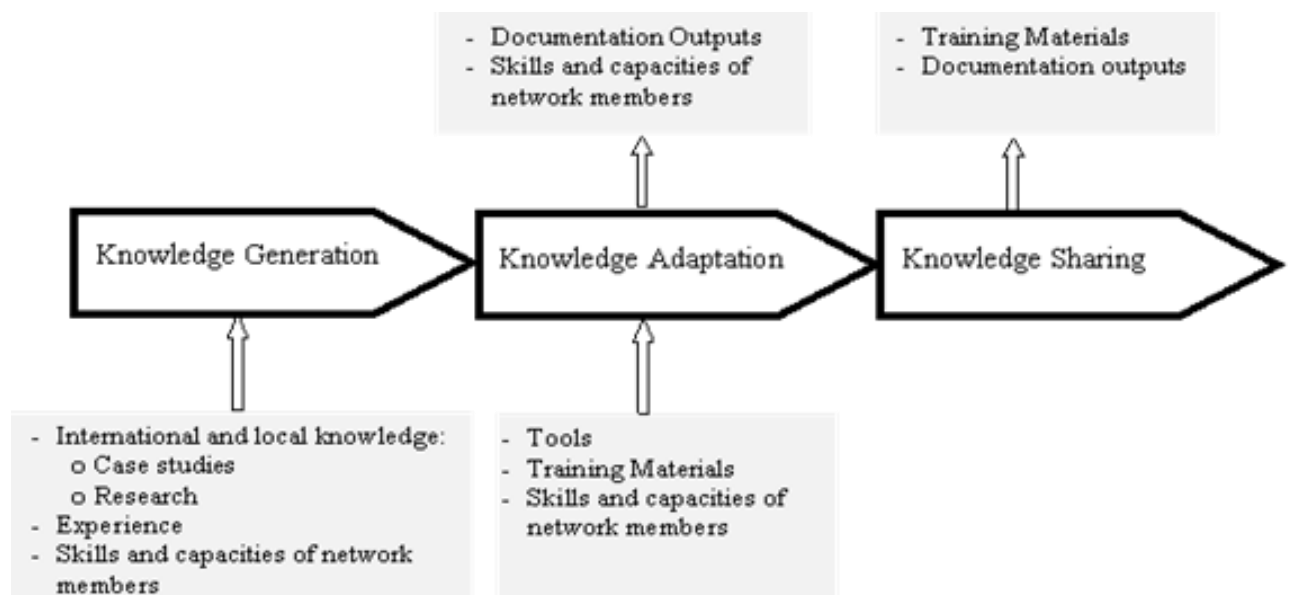 - Documentation Outputs
- Skills and capacities of
network members
- Training Materials
- Documentation outputs
Knowledge Generation
Knowledge Adaptation
Knowledge Sharing
- International and local knowledge:
o Case studies
o Research
- Experience
- Skills and capacities of network
members
- Tools
- Training Materials
- Skills and capacities of
network members